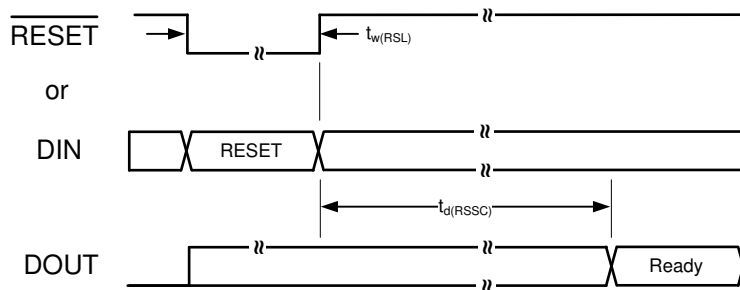 RESET
t_w(RSL)
or
DIN
RESET
t_d(RSSC)
DOUT
Ready